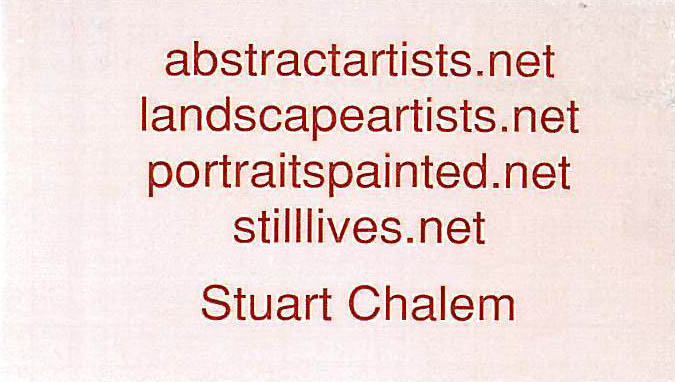 abstractartists.net
landscapeartists.net
portraitspainted.net
stilllives.net
Stuart Chalem